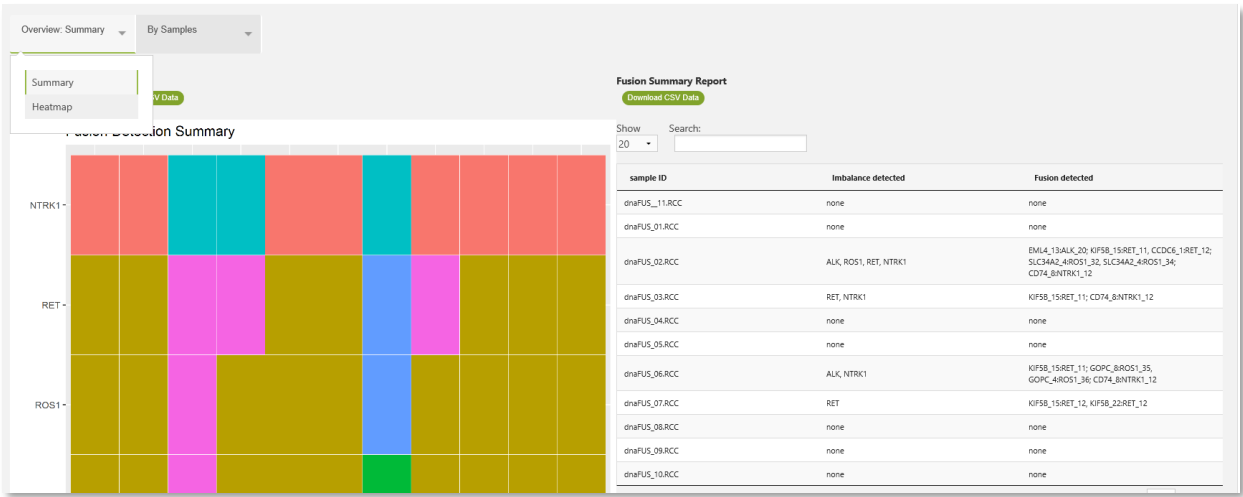 Overview: Summary
By Samples
Summary
Heatmap
SV Data
Fusion Detection Summary
NTRK1
RET
ROS1
Fusion Summary Report
Download CSV Data
Show Search:
20
sample ID Imbalance detected Fusion detected
dnaFUS__11.RCC none none
dnaFUS_01.RCC none none
dnaFUS_02.RCC ALK, ROS1, RET, NTRK1 EML4_13:ALK_20; KIF5B_15:RET_11, CCDC6_1:RET_12;
SLC34A2_4:ROS1_32, SLC34A2_4:ROS1_34;
CD74_8:NTRK1_12
dnaFUS_03.RCC RET, NTRK1 KIF5B_15:RET_11; CD74_8:NTRK1_12
dnaFUS_04.RCC none none
dnaFUS_05.RCC none none
dnaFUS_06.RCC ALK, NTRK1 KIF5B_15:RET_11; GOPC_8:ROS1_35,
GOPC_4:ROS1_36; CD74_8:NTRK1_12
dnaFUS_07.RCC RET KIF5B_15:RET_12, KIF5B_22:RET_12
dnaFUS_08.RCC none none
dnaFUS_09.RCC none none
dnaFUS_10.RCC none none